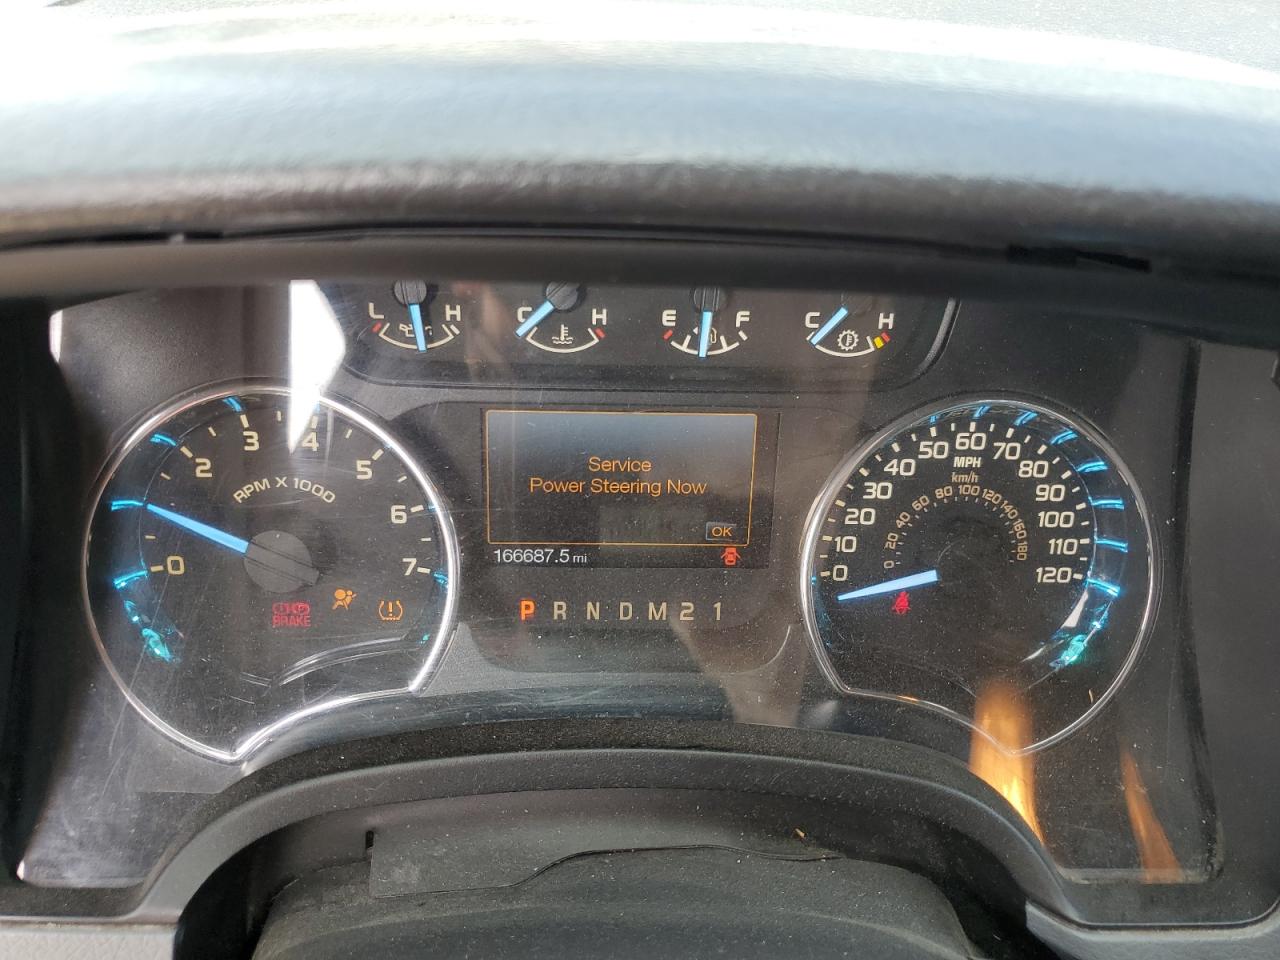 L H
C H
E F
C H
0 1 2 3 4 5 6 7
RPM X 1000
BRAKE
Service
Power Steering Now
OK
166687.5 mi
P R N D M 2 1
0 10 20 30 40 50 60 70 80 90 100 110 120
MPH
km/h
0 20 40 60 80 100 120 140 160 180